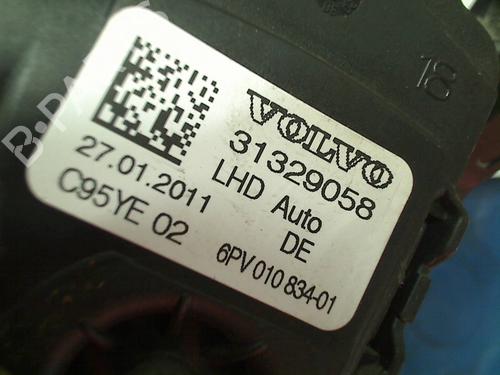 VOLVO
31329058
LHD Auto
DE
6PV 010 834-01
27.01.2011
C95YE 02
18